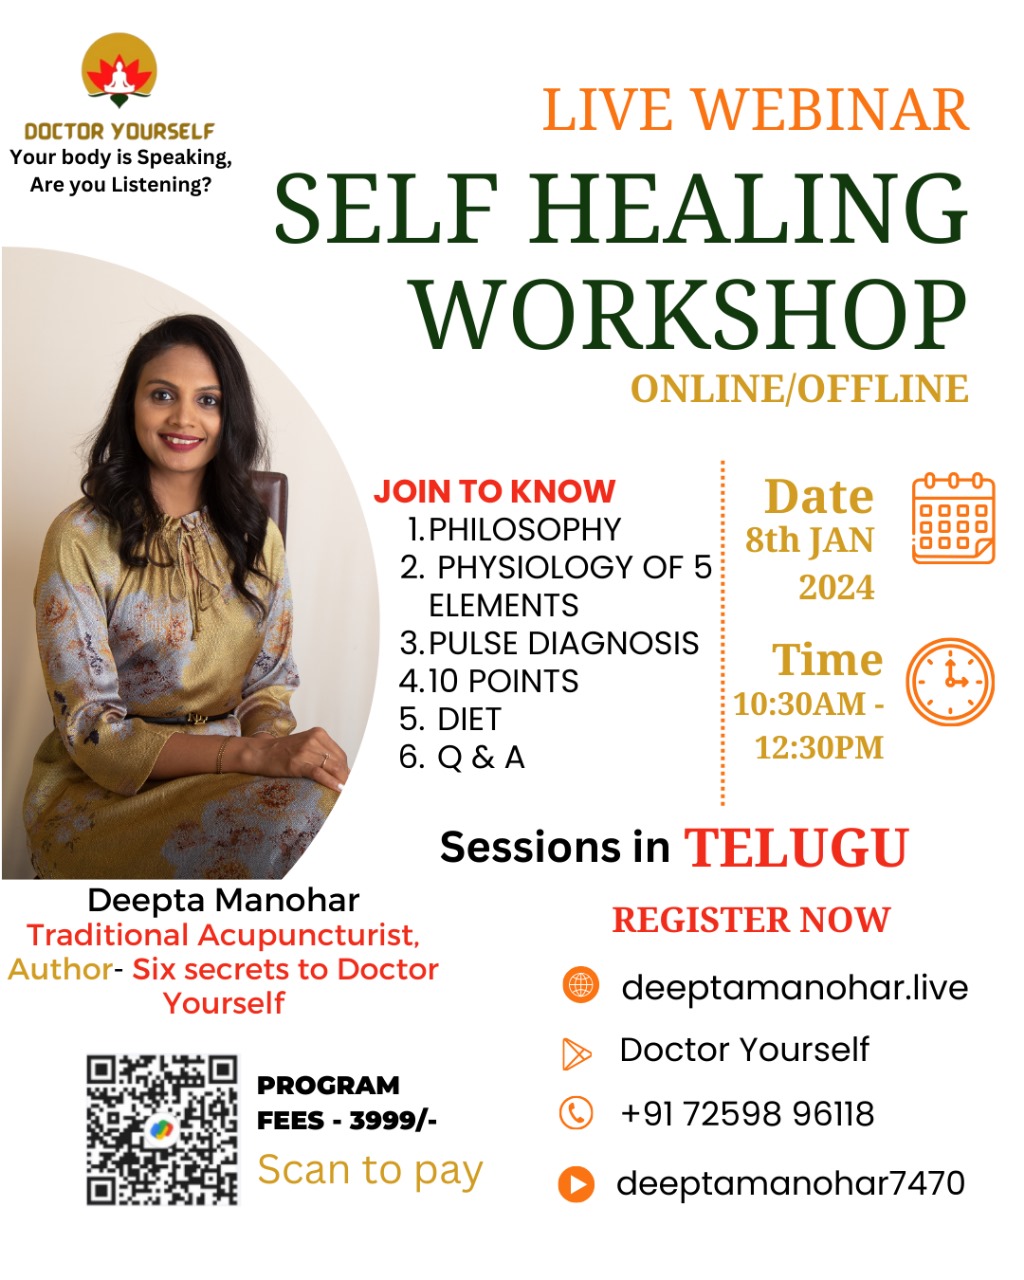 DOCTOR YOURSELF
Your body is Speaking,
Are you Listening?
LIVE WEBINAR
SELF HEALING
WORKSHOP
ONLINE/OFFLINE
JOIN TO KNOW
1. PHILOSOPHY
2. PHYSIOLOGY OF 5
ELEMENTS
3. PULSE DIAGNOSIS
4. 10 POINTS
5. DIET
6. Q & A
Date
8th JAN
2024
Time
10:30AM -
12:30PM
Sessions in TELUGU
Deepta Manohar
Traditional Acupuncturist,
Author- Six secrets to Doctor
Yourself
REGISTER NOW
deeptamanohar.live
Doctor Yourself
+91 72598 96118
deeptamanohar7470
PROGRAM
FEES - 3999/-
Scan to pay